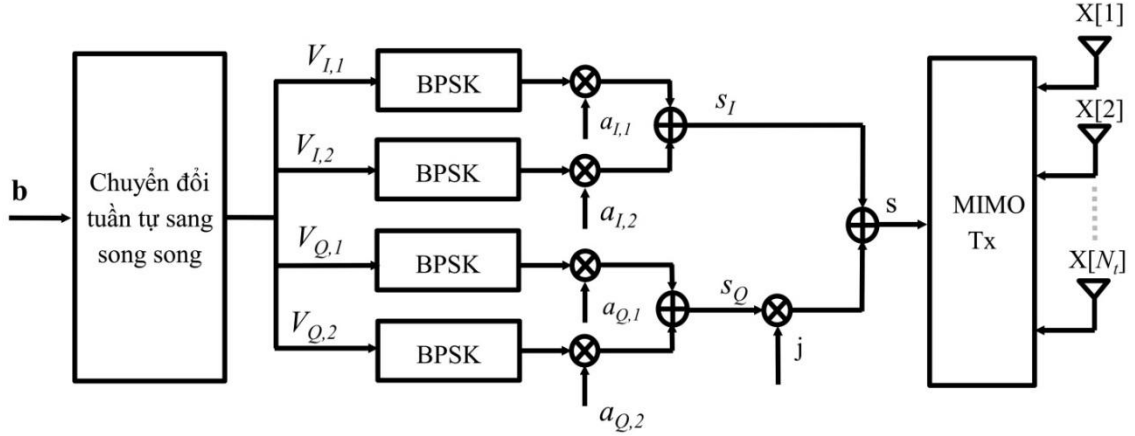 X[1]
V_{I,1}
BPSK
a_{I,1}
s_I
X[2]
V_{I,2}
BPSK
a_{I,2}
b
Chuyển đổi
tuần tự sang
song song
s
MIMO
Tx
V_{Q,1}
BPSK
a_{Q,1}
s_Q
X[N_t]
V_{Q,2}
BPSK
j
a_{Q,2}